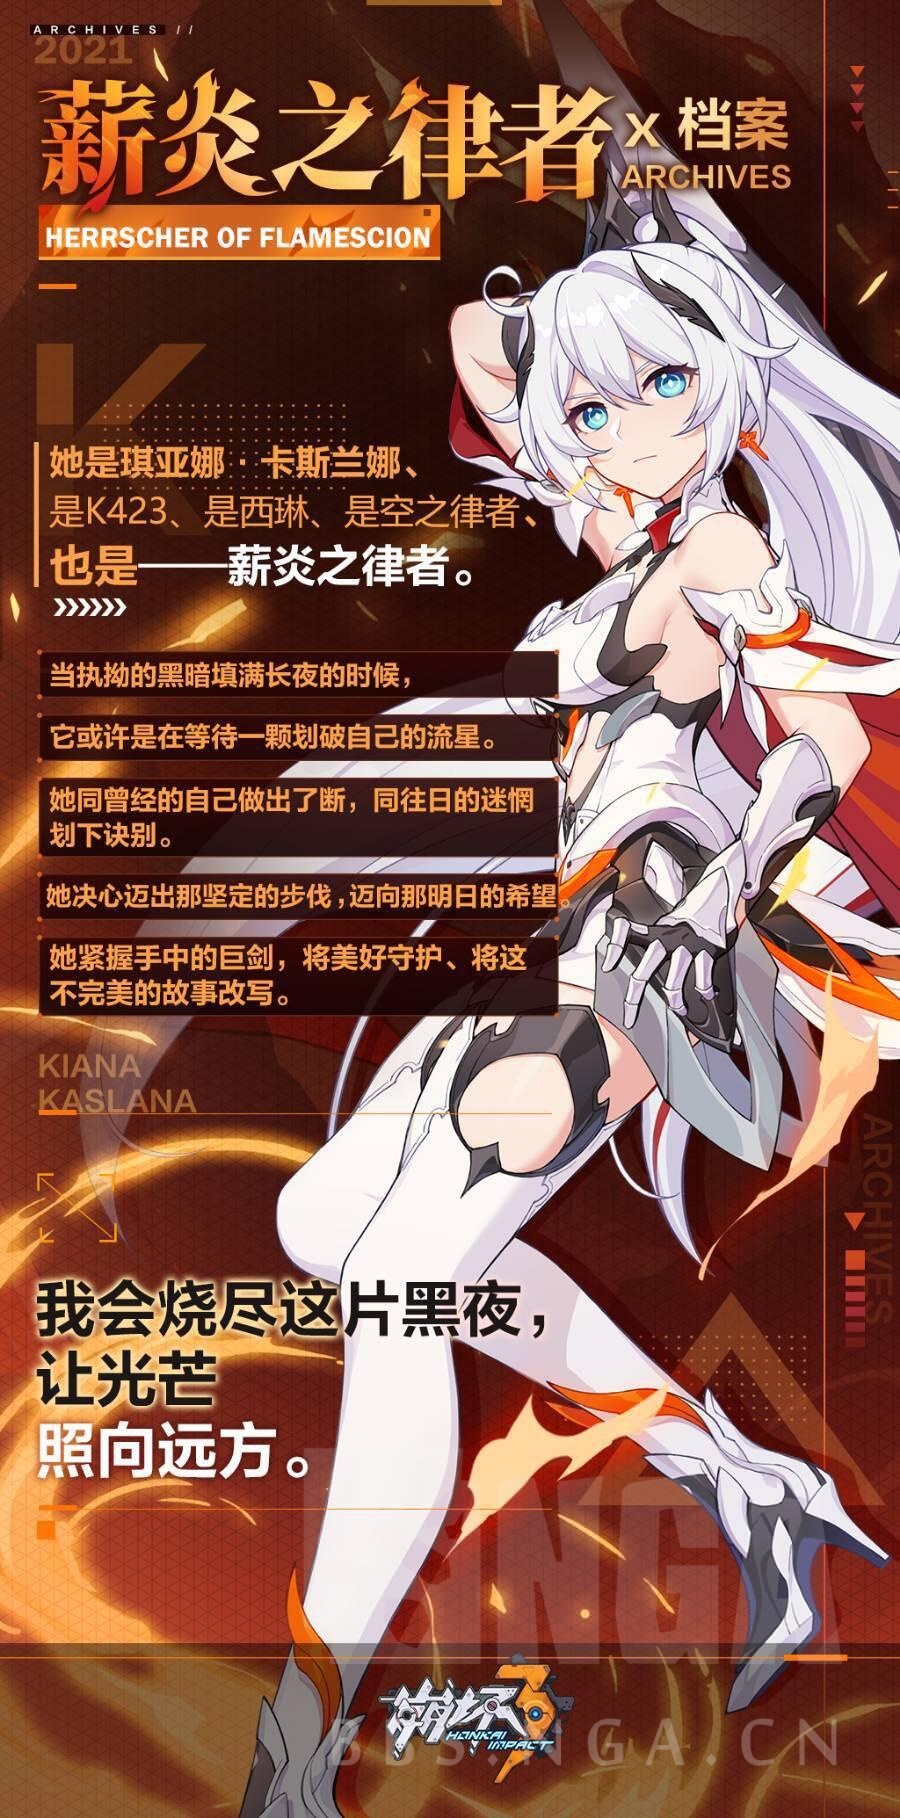 ARCHIVES //
2021
薪炎之律者 x 档案
ARCHIVES
HERRSCHER OF FLAMESCION
K
她是琪亚娜·卡斯兰娜、
是K423、是西琳、是空之律者、
也是——薪炎之律者。
当执拗的黑暗填满长夜的时候，
它或许是在等待一颗划破自己的流星。
她同曾经的自己做出了断，同往日的迷惘
划下诀别。
她决心迈出那坚定的步伐，迈向那明日的希望。
她紧握手中的巨剑，将美好守护、将这
不完美的故事改写。
KIANA
KASLANA
ARCHIVES
我会烧尽这片黑夜，
让光芒
照向远方。
NGA
崩坏3
HONKAI
IMPACT
BBS.NGA.CN